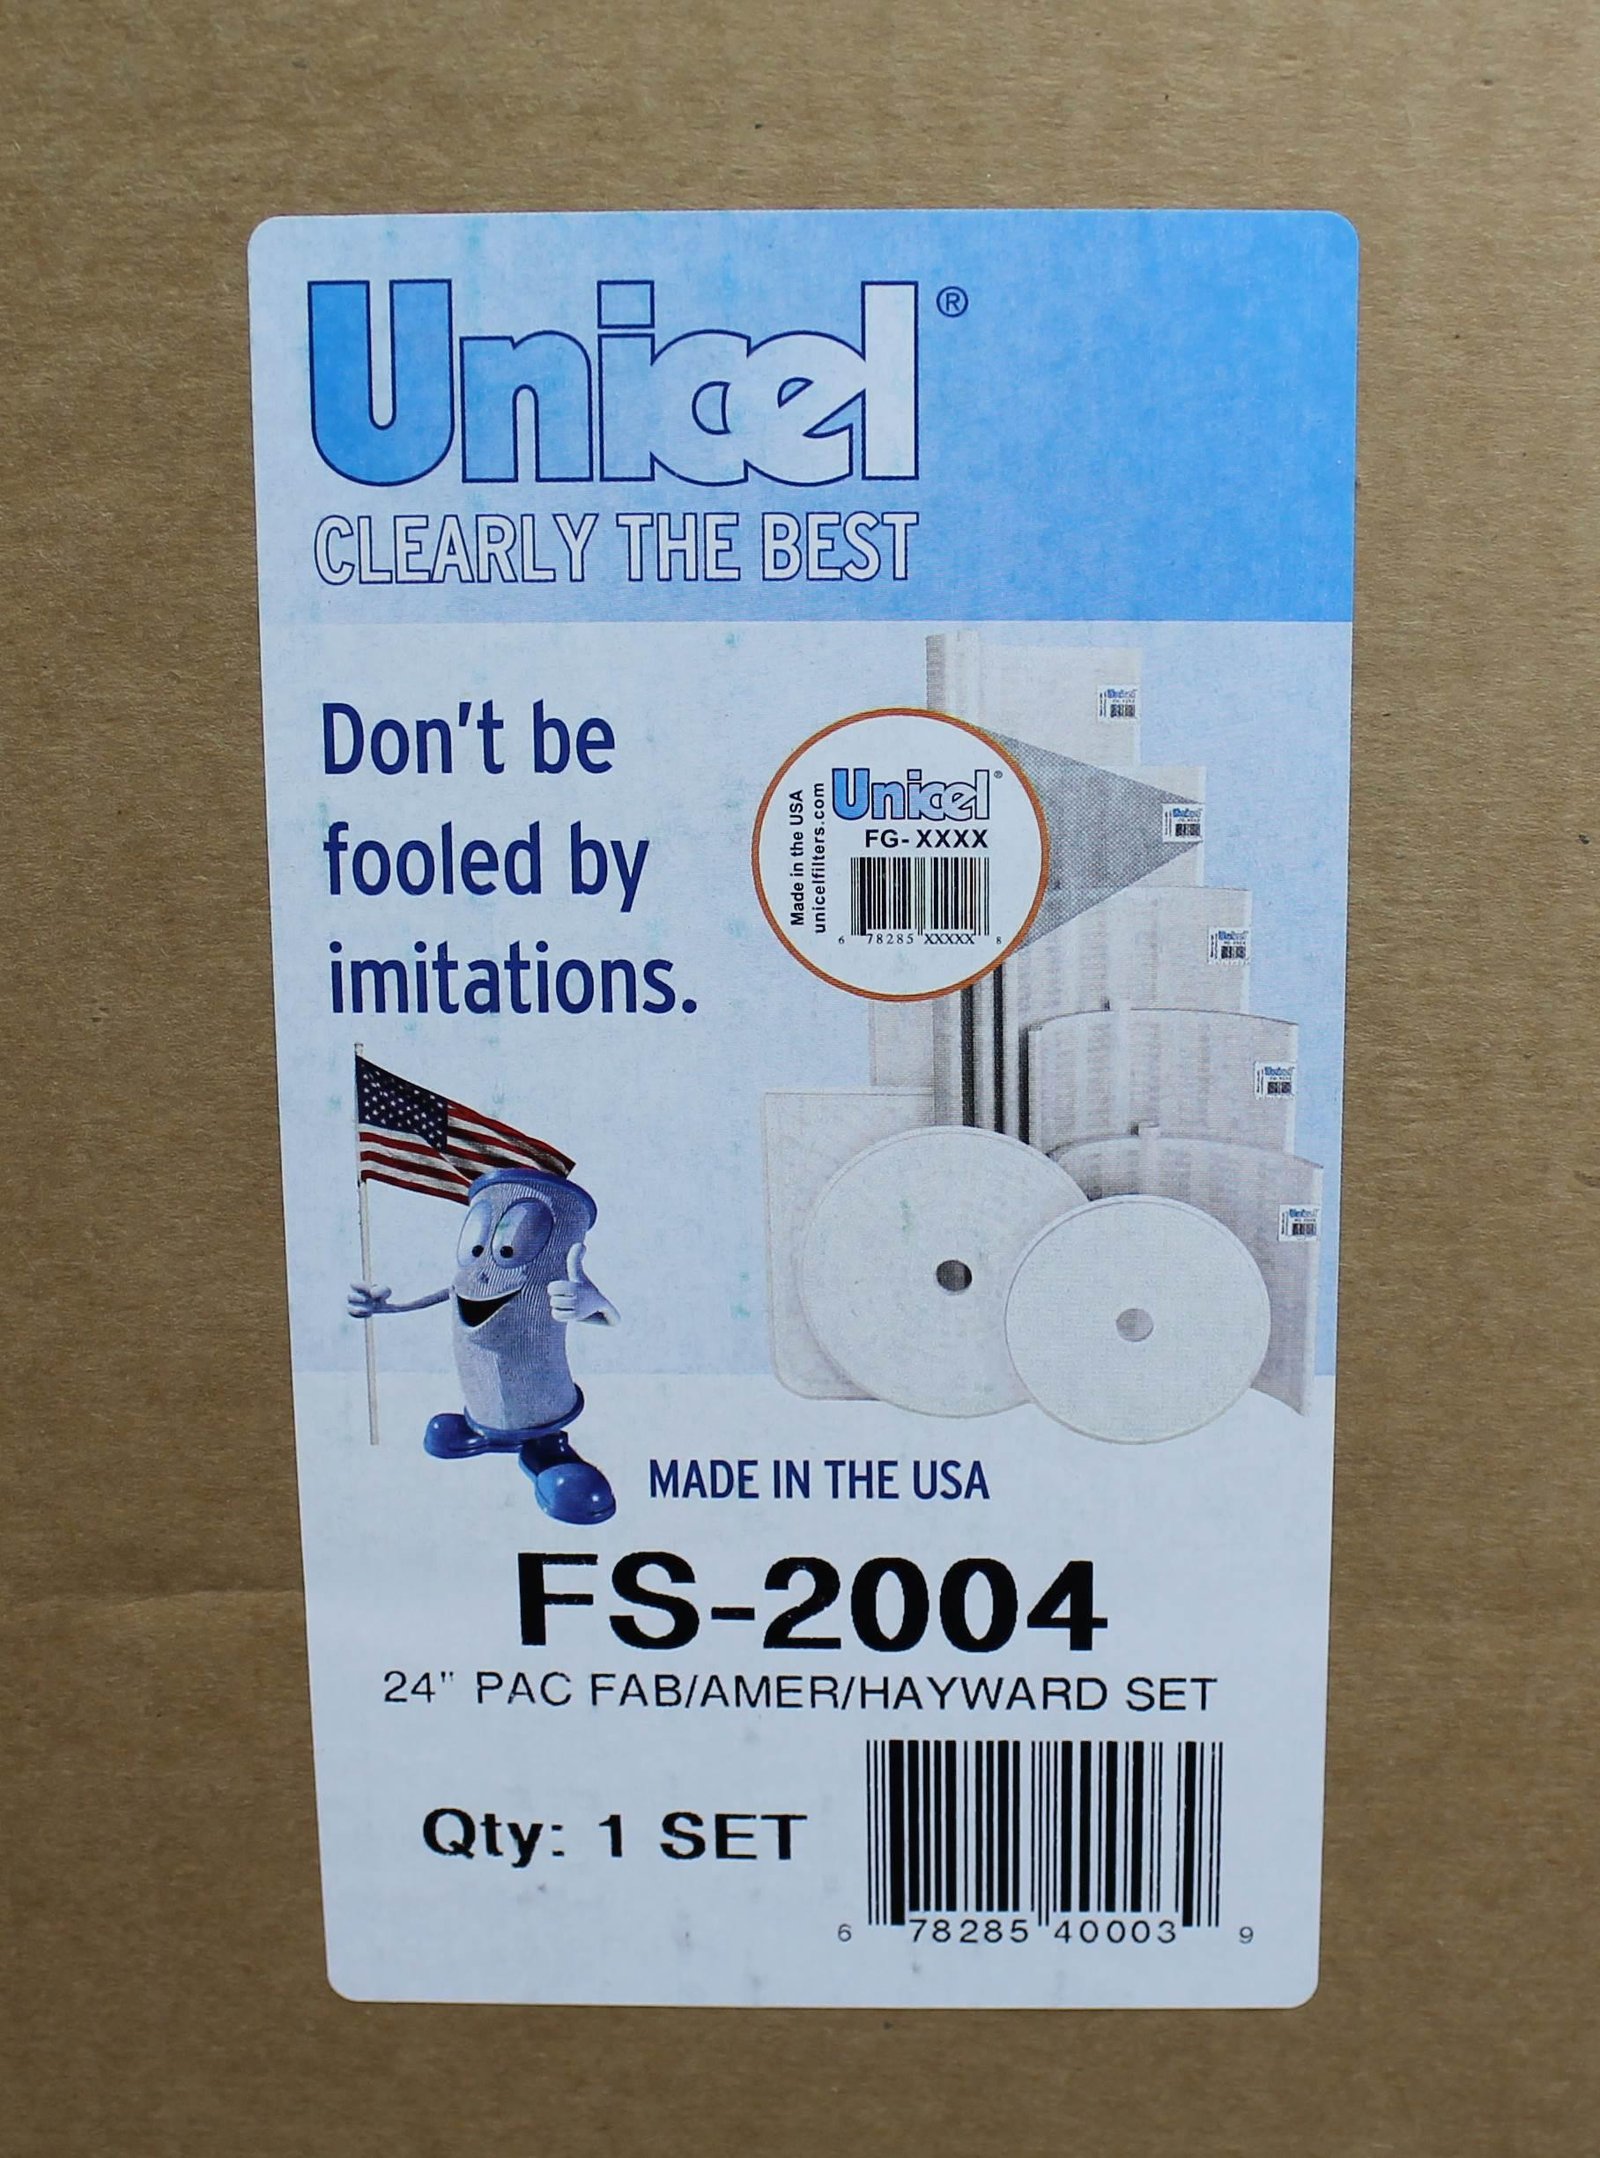 Unicel®
CLEARLY THE BEST
Don't be
fooled by
imitations.
Made in the USA
unicelfilters.com
Unicel®
FG-XXXX
6 78285 XXXXX 8
MADE IN THE USA
FS-2004
24" PAC FAB/AMER/HAYWARD SET
Qty: 1 SET
6 78285 40003 9